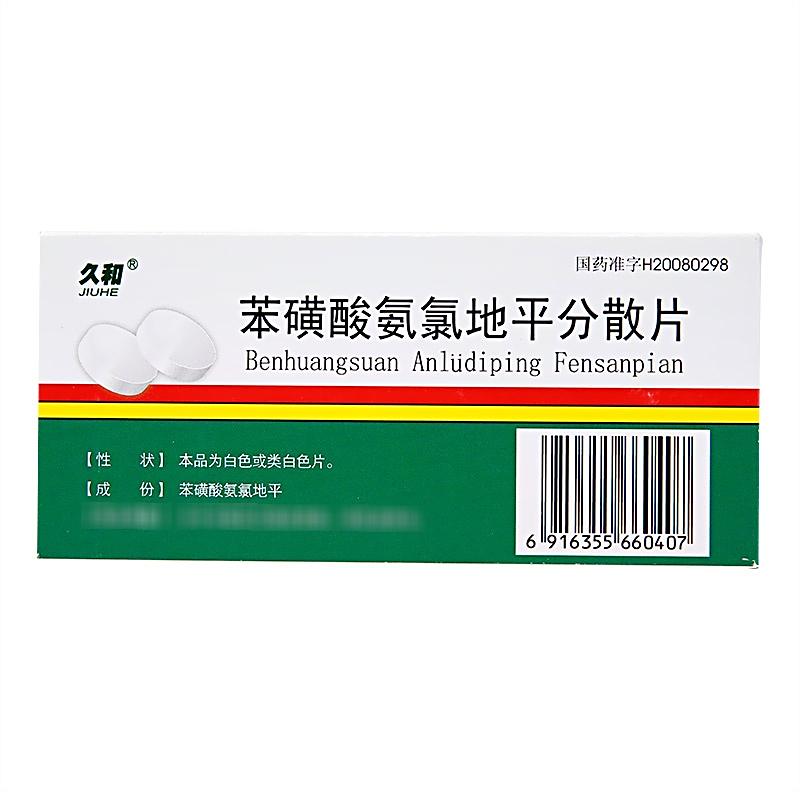 久和®
JIUHE
国药准字H20080298
苯磺酸氨氯地平分散片
Benhuangsuan Anlüdiping Fensanpian
【性 状】 本品为白色或类白色片。
【成 份】 苯磺酸氨氯地平
6 916355 660407